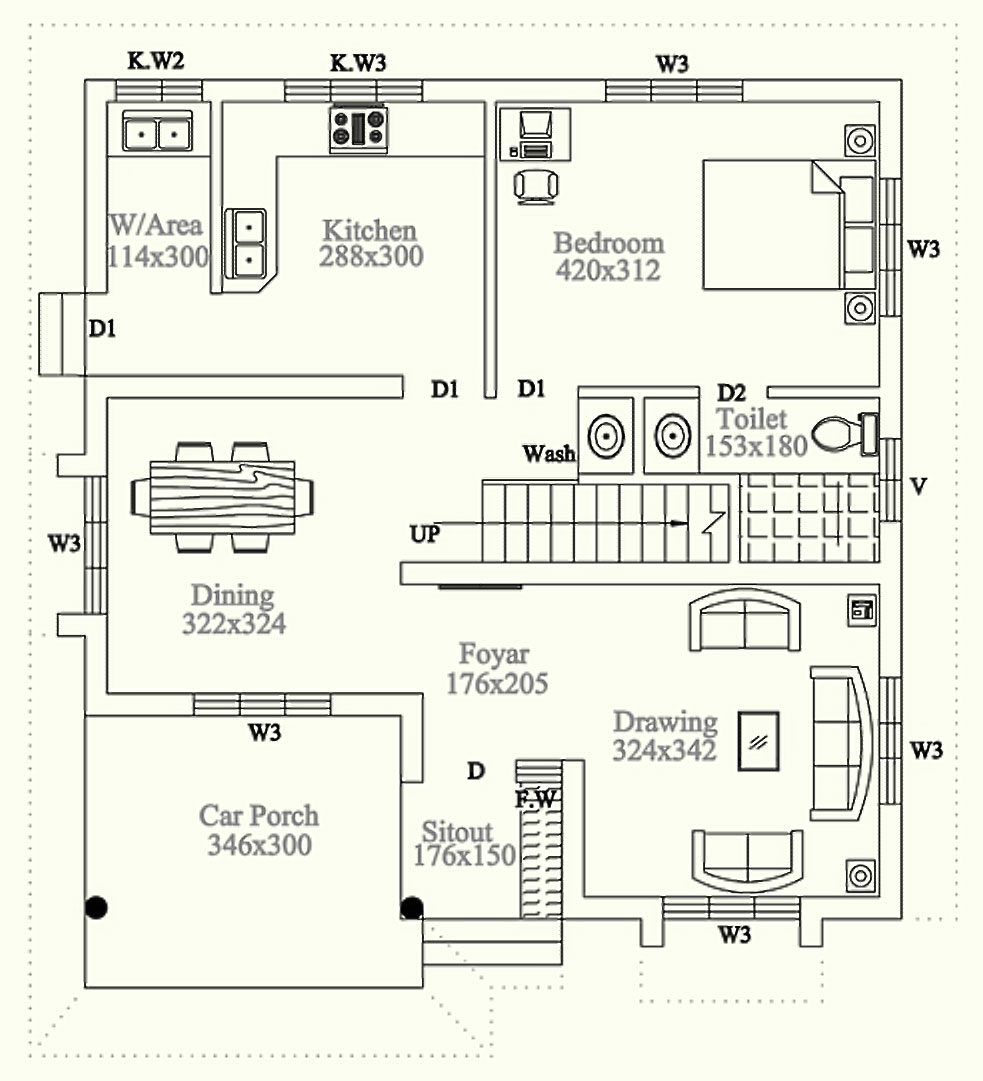 K.W2
K.W3
W3
W/Area
114x300
Kitchen
288x300
Bedroom
420x312
W3
D1
D1
D1
D2
Toilet
153x180
Wash
V
UP
W3
Dining
322x324
Foyar
176x205
Drawing
324x342
W3
W3
D
F.W
Car Porch
346x300
Sitout
176x150
W3